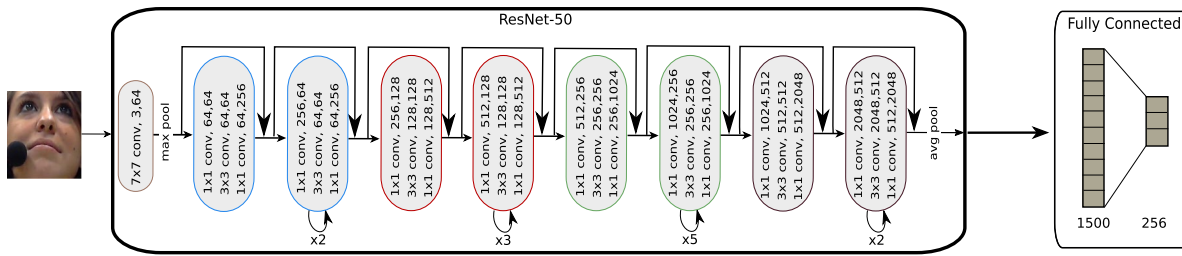 ResNet-50
Fully Connected
7x7 conv, 3,64
max pool
1x1 conv, 64,64
3x3 conv, 64,64
1x1 conv, 64,256
1x1 conv, 256,64
3x3 conv, 64,64
1x1 conv, 64,256
x2
1x1 conv, 256,128
3x3 conv, 128,128
1x1 conv, 128,512
1x1 conv, 512,128
3x3 conv, 128,128
1x1 conv, 128,512
x3
1x1 conv, 512,256
3x3 conv, 256,256
1x1 conv, 256,1024
1x1 conv, 1024,256
3x3 conv, 256,256
1x1 conv, 256,1024
x5
1x1 conv, 1024,512
3x3 conv, 512,512
1x1 conv, 512,2048
1x1 conv, 2048,512
3x3 conv, 2048,512
1x1 conv, 512,2048
x2
avg pool
1500
256